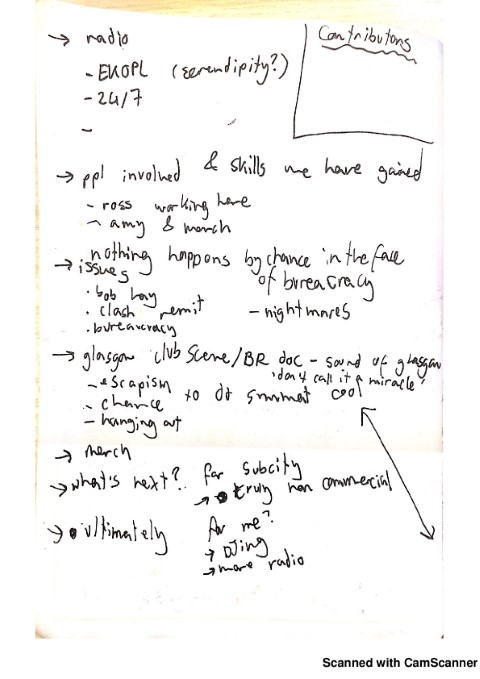 → radio
- EKOPL (serendipity?)
- 24/7
-
Contributors
→ ppl involved & skills we have gained
- ross working here
- amy & merch
nothing happens by chance in the face
of bureacracy
- nightmares
→ issues
· bob hay
· clash permit
· bureaucracy
→ glasgow club scene/BR doc - sound of glasgow
'don't call it a miracle'
- escapism
- chance to do summat cool
- hanging out
→ merch
→ what's next? for subcity
→ truly non commercial
for me?
→ DJing
→ more radio
→ ultimately
Scanned with CamScanner